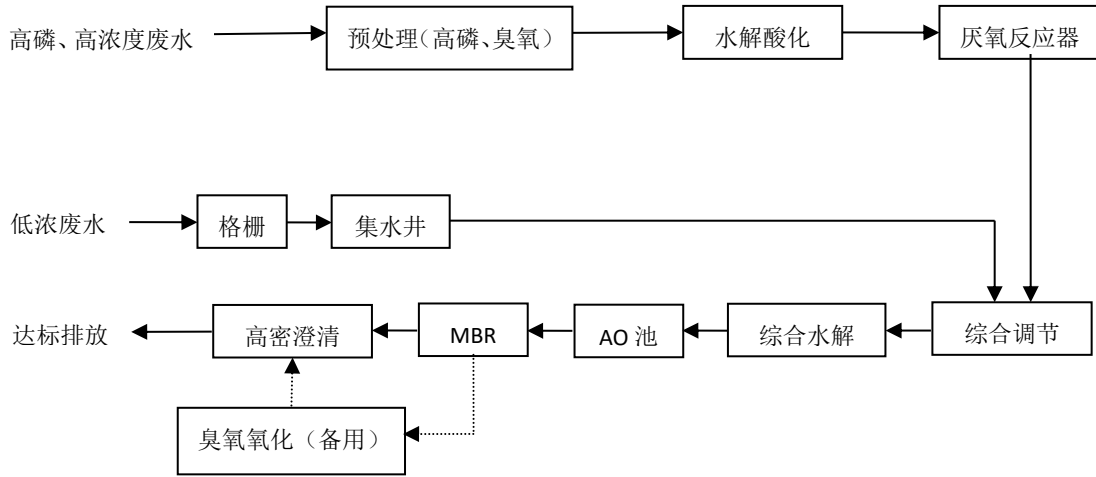 高磷、高浓度废水
预处理(高磷、臭氧)
水解酸化
厌氧反应器
低浓废水
格栅
集水井
达标排放
高密澄清
MBR
AO 池
综合水解
综合调节
臭氧氧化（备用）